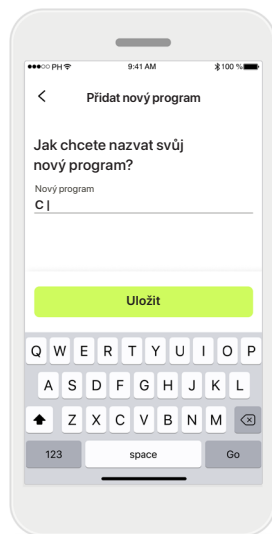 PH 9:41 AM 100 %
Přidat nový program
Jak chcete nazvat svůj
nový program?
Nový program
C |
Uložit
Q W E R T Y U I O P
A S D F G H J K L
Z X C V B N M
123 space Go